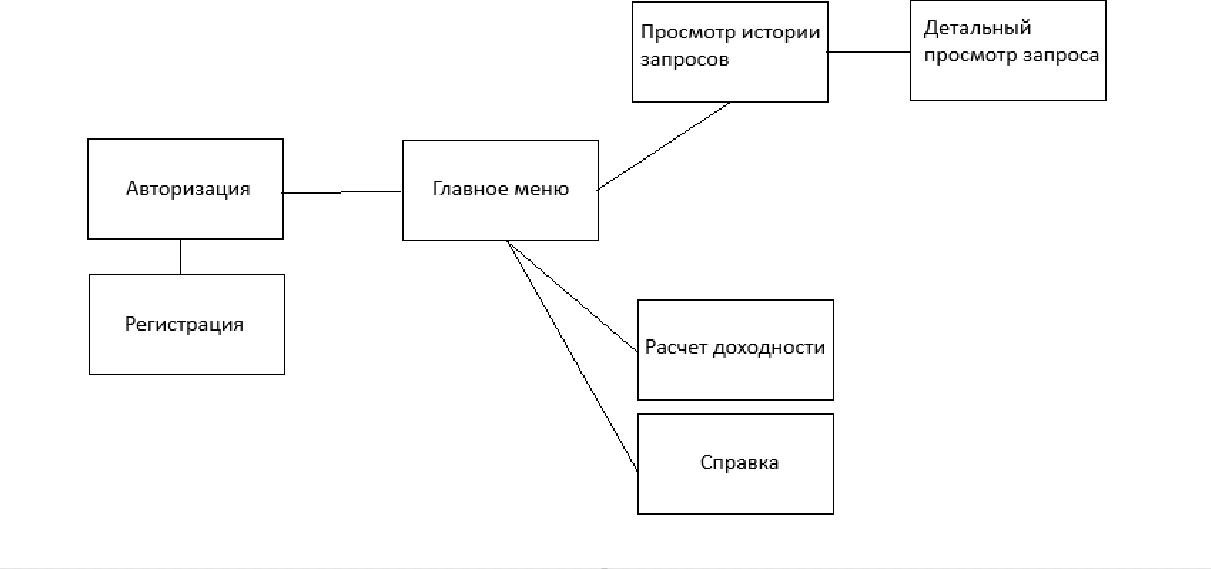 Просмотр истории
запросов
Детальный
просмотр запроса
Авторизация
Главное меню
Регистрация
Расчет доходности
Справка